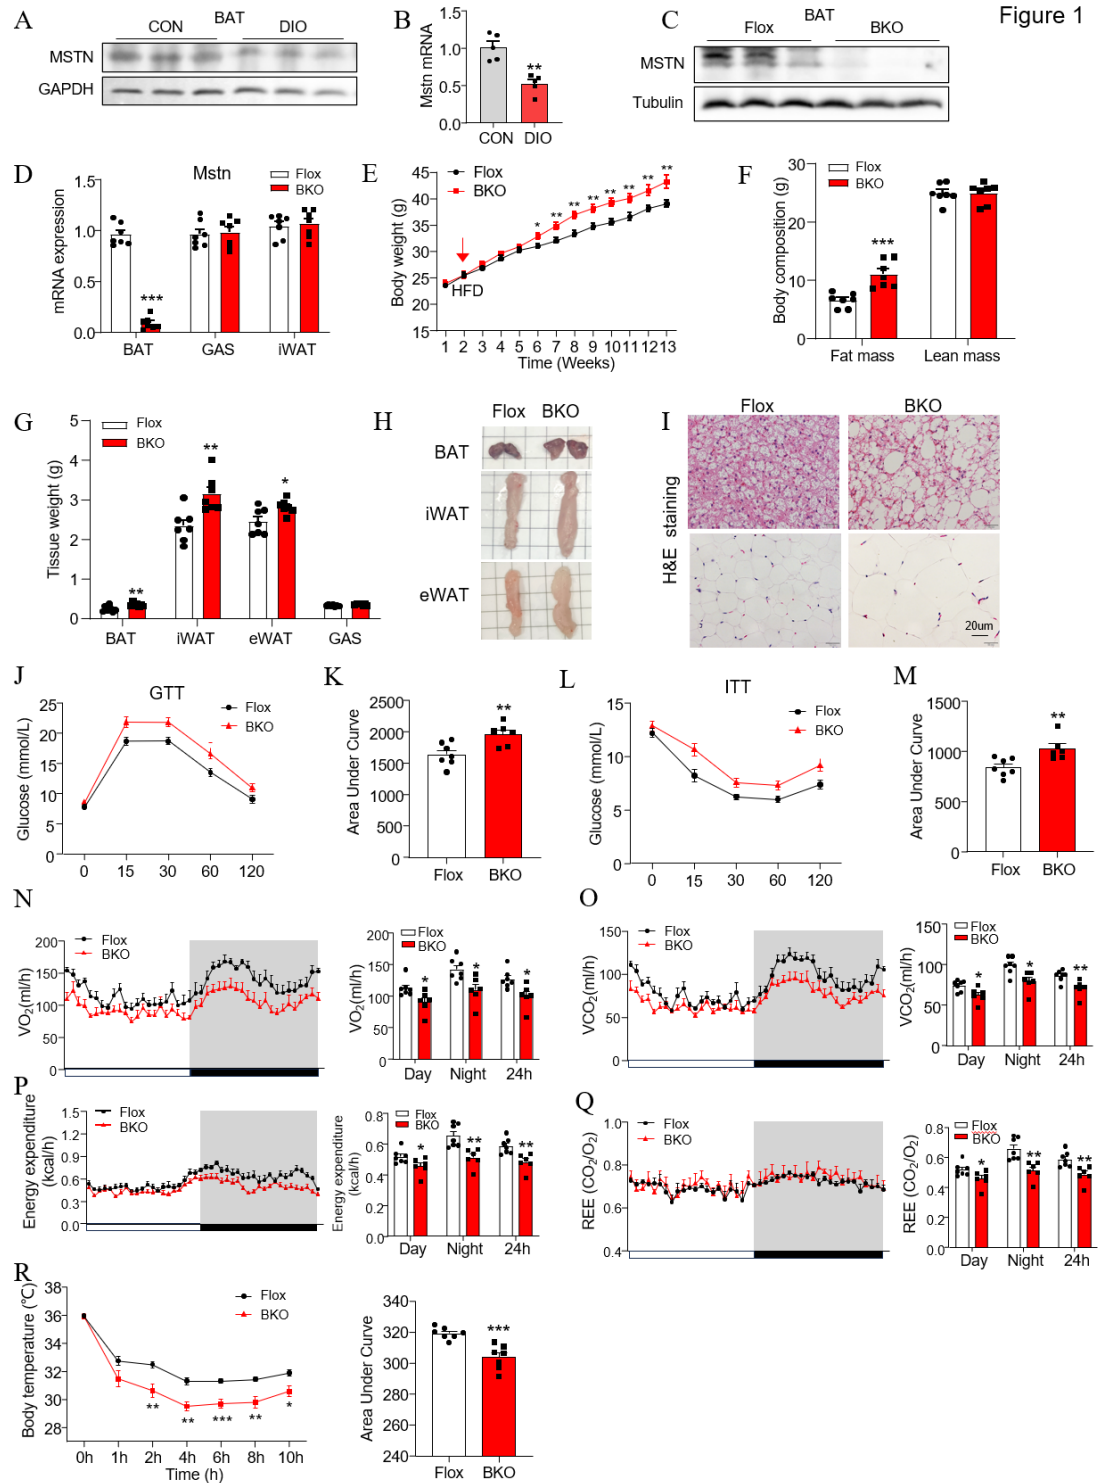 Figure 1
A
BAT
CON DIO
MSTN
GAPDH
B
Mstn mRNA
1.5
1.0
0.5
0.0
**
CON DIO
C
BAT
Flox BKO
MSTN
Tubulin
D
Mstn
Flox
BKO
mRNA expression
1.5
1.0
0.5
0.0
***
BAT GAS iWAT
E
Flox
BKO
Body weight (g)
45
40
35
30
25
20
15
* ** ** ** ** ** ** **
HFD
1 2 3 4 5 6 7 8 9 10 11 12 13
Time (Weeks)
F
Flox
BKO
Body composition (g)
30
20
10
0
***
Fat mass Lean mass
G
Flox
BKO
Tissue weight (g)
5
4
3
2
1
0
** ** *
BAT iWAT eWAT GAS
H
Flox BKO
BAT
iWAT
eWAT
I
Flox BKO
H&E staining
20um
J
GTT
Flox
BKO
Glucose (mmol/L)
25
20
15
10
5
0
0 15 30 60 120
K
Area Under Curve
2500
2000
1500
1000
500
0
**
Flox BKO
L
ITT
Flox
BKO
Glucose (mmol/L)
15
10
5
0
0 15 30 60 120
M
Area Under Curve
1500
1000
500
0
**
Flox BKO
N
Flox
BKO
VO2(ml/h)
200
150
100
50
0
Flox
BKO
VO2(ml/h)
200
150
100
50
0
* * *
Day Night 24h
O
Flox
BKO
VCO2(ml/h)
150
100
50
0
Flox
BKO
VCO2(ml/h)
150
100
50
0
* * **
Day Night 24h
P
Flox
BKO
Energy expenditure
(kcal/h)
1.5
1.2
0.9
0.6
0.3
0.0
Flox
BKO
Energy expenditure
(kcal/h)
0.8
0.6
0.4
0.2
0.0
* ** **
Day Night 24h
Q
Flox
BKO
REE (CO2/O2)
1.0
0.8
0.6
0.4
Flox
BKO
REE (CO2/O2)
0.8
0.6
0.4
0.2
0.0
* ** **
Day Night 24h
R
Flox
BKO
Body temperature (℃)
38
36
34
32
30
28
** ** *** ** *
0h 1h 2h 4h 6h 8h 10h
Time (h)
Area Under Curve
340
320
300
280
260
240
***
Flox BKO